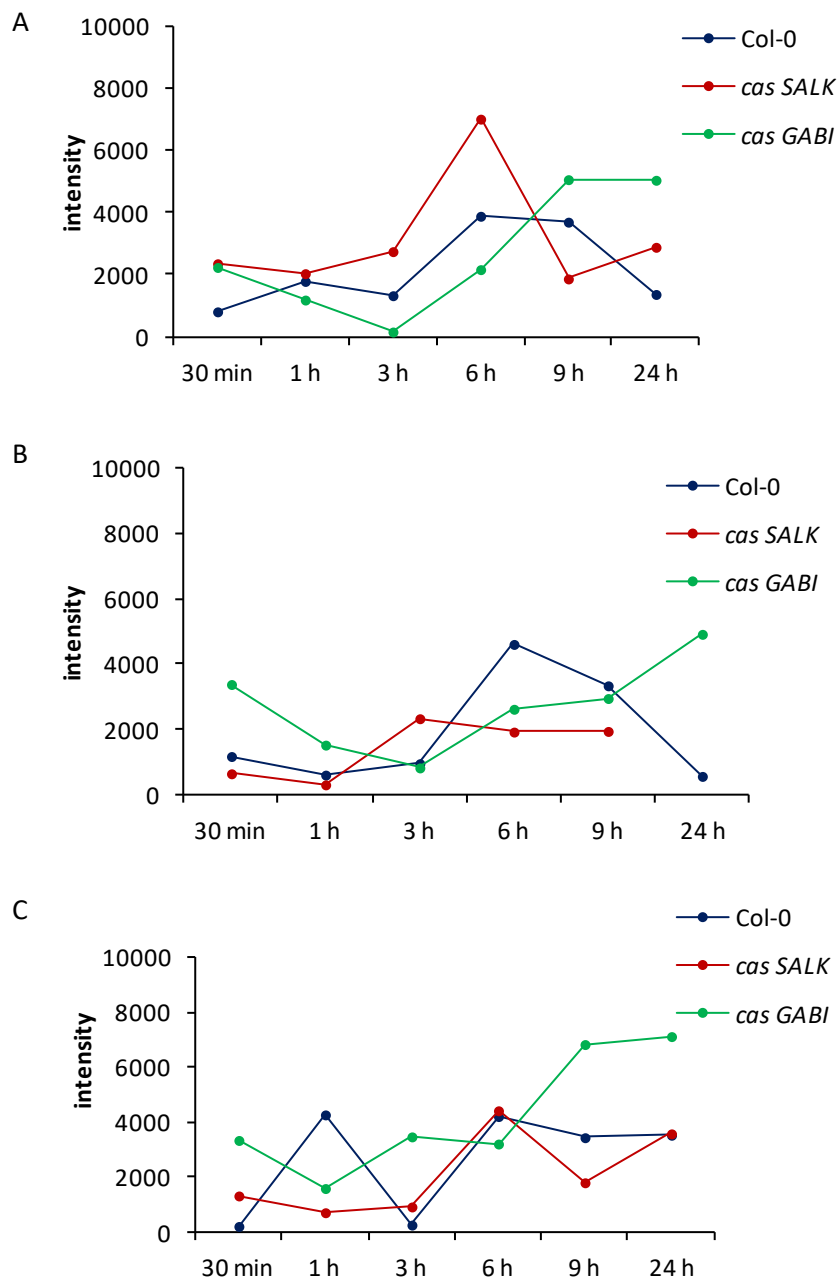 A
10000
8000
6000
4000
2000
0
intensity
30 min 1 h 3 h 6 h 9 h 24 h
Col-0
cas SALK
cas GABI
B
10000
8000
6000
4000
2000
0
intensity
30 min 1 h 3 h 6 h 9 h 24 h
Col-0
cas SALK
cas GABI
C
10000
8000
6000
4000
2000
0
intensity
30 min 1 h 3 h 6 h 9 h 24 h
Col-0
cas SALK
cas GABI